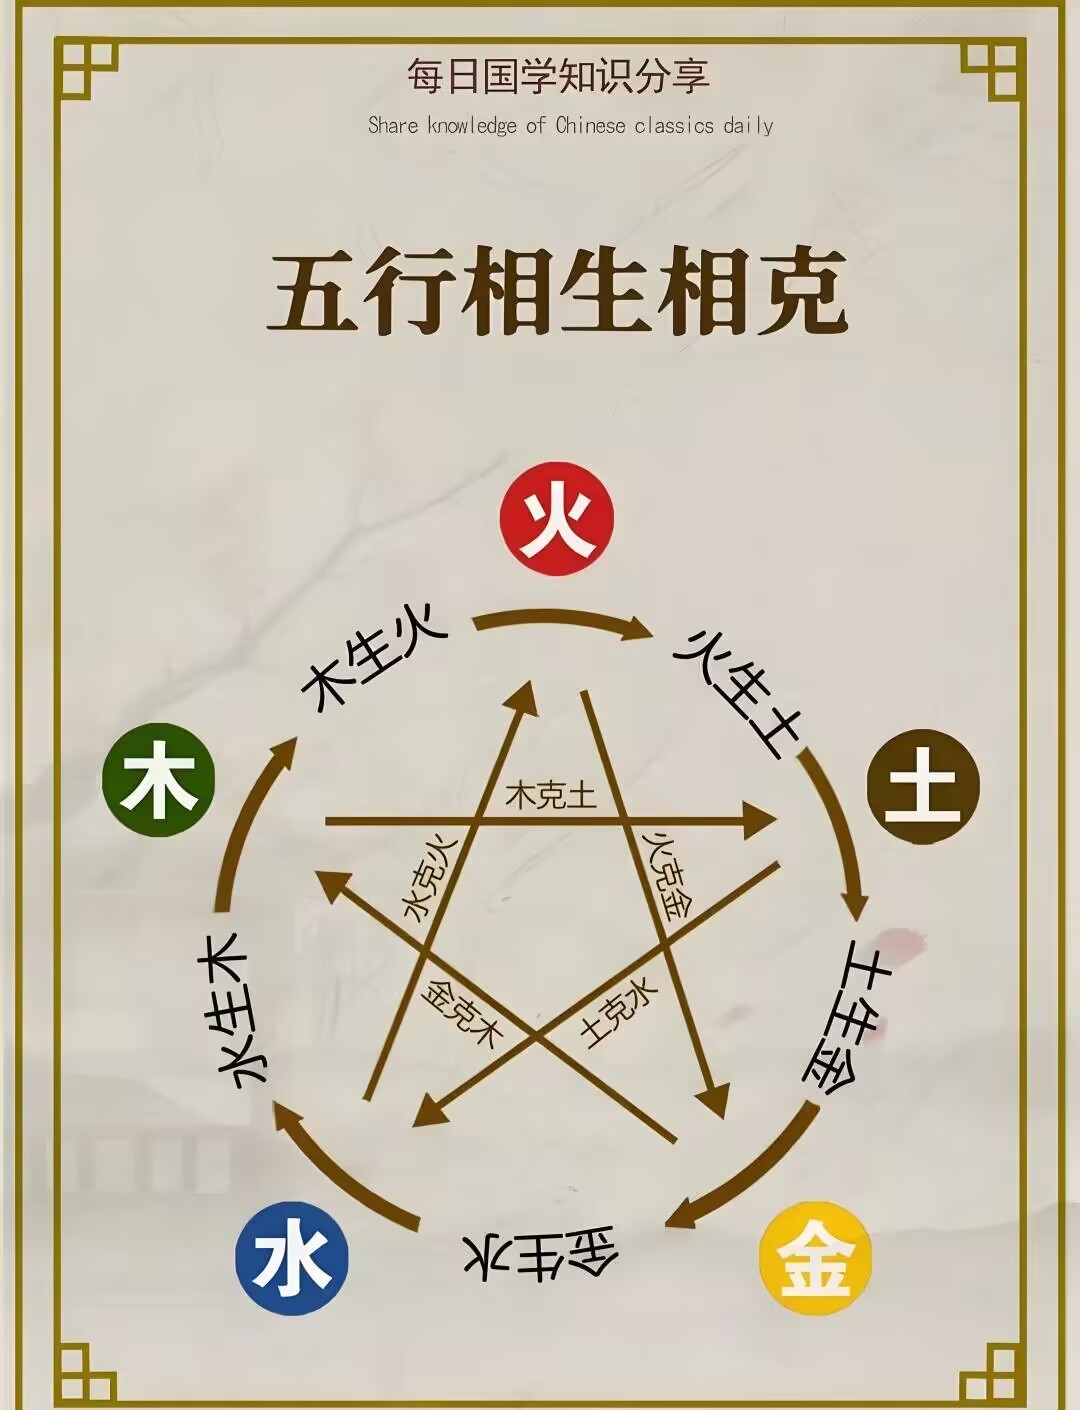 每日国学知识分享
Share knowledge of Chinese classics daily
五行相生相克
火
木生火
火生土
木
土
木克土
水克火
火克金
水生木
土生金
金克木
土克水
水
金生水
金